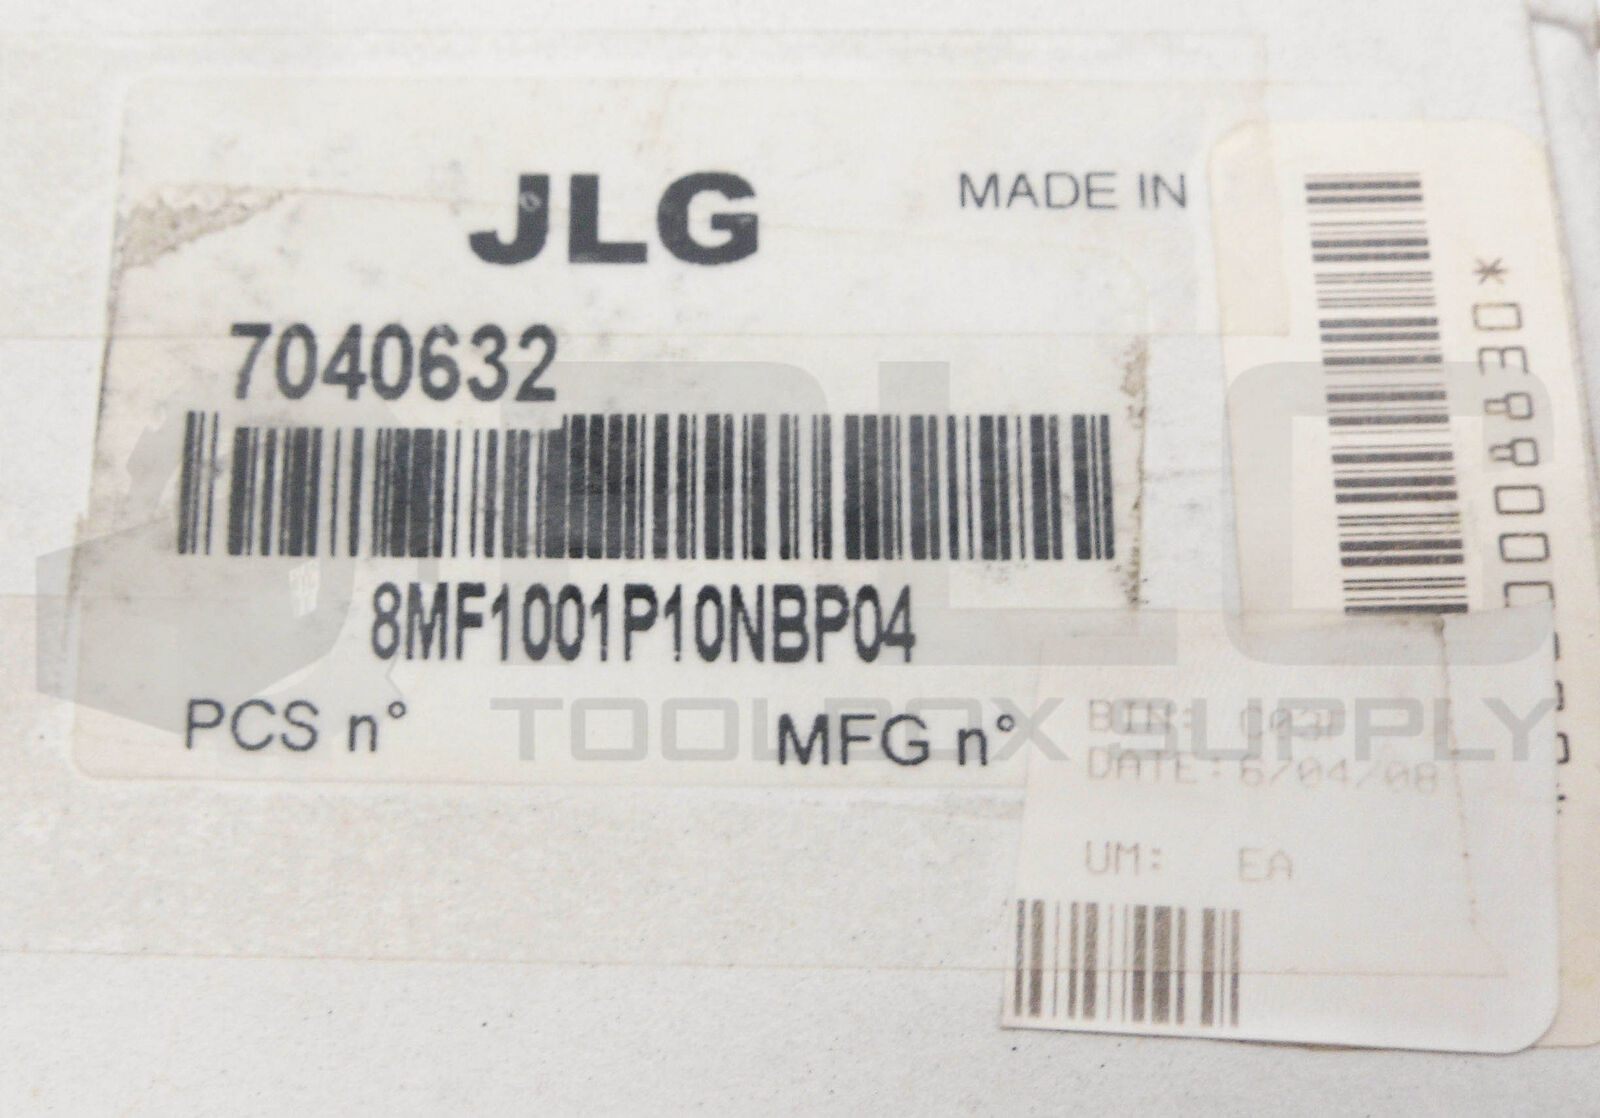 JLG
MADE IN
7040632
8MF1001P10NBP04
PCS n°
MFG n°
TOOLBOX SUPPLY
DATE: 6/04/08
UM: EA